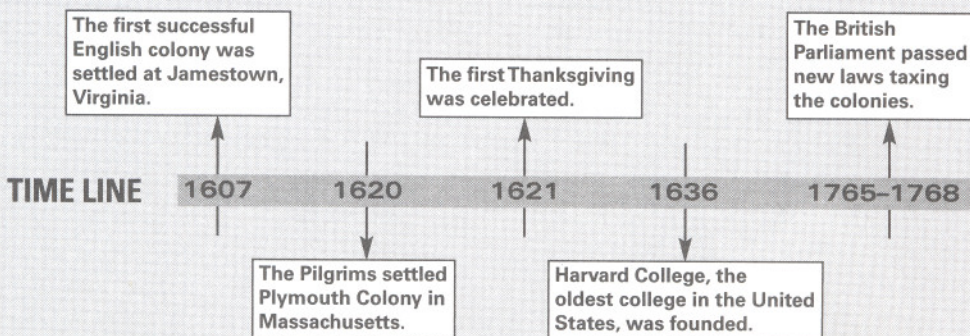 The first successful
English colony was
settled at Jamestown,
Virginia.
The first Thanksgiving
was celebrated.
The British
Parliament passed
new laws taxing
the colonies.
TIME LINE 1607 1620 1621 1636 1765–1768
The Pilgrims settled
Plymouth Colony in
Massachusetts.
Harvard College, the
oldest college in the United
States, was founded.